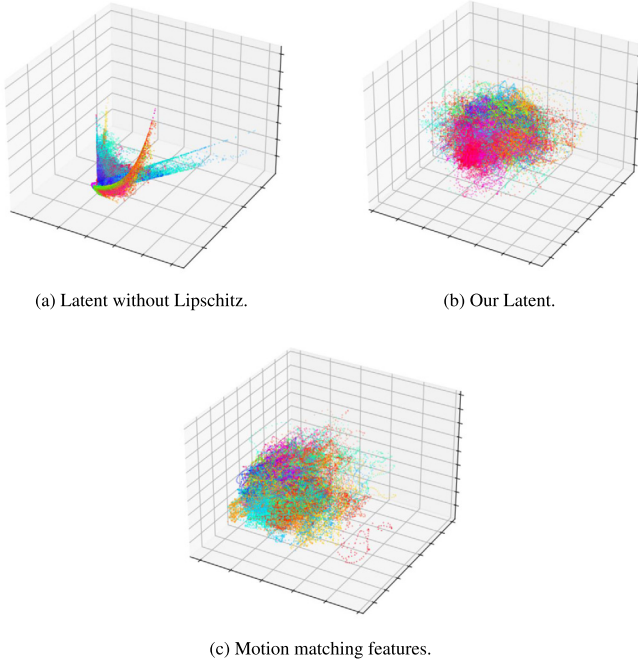 (a) Latent without Lipschitz.
(b) Our Latent.
(c) Motion matching features.